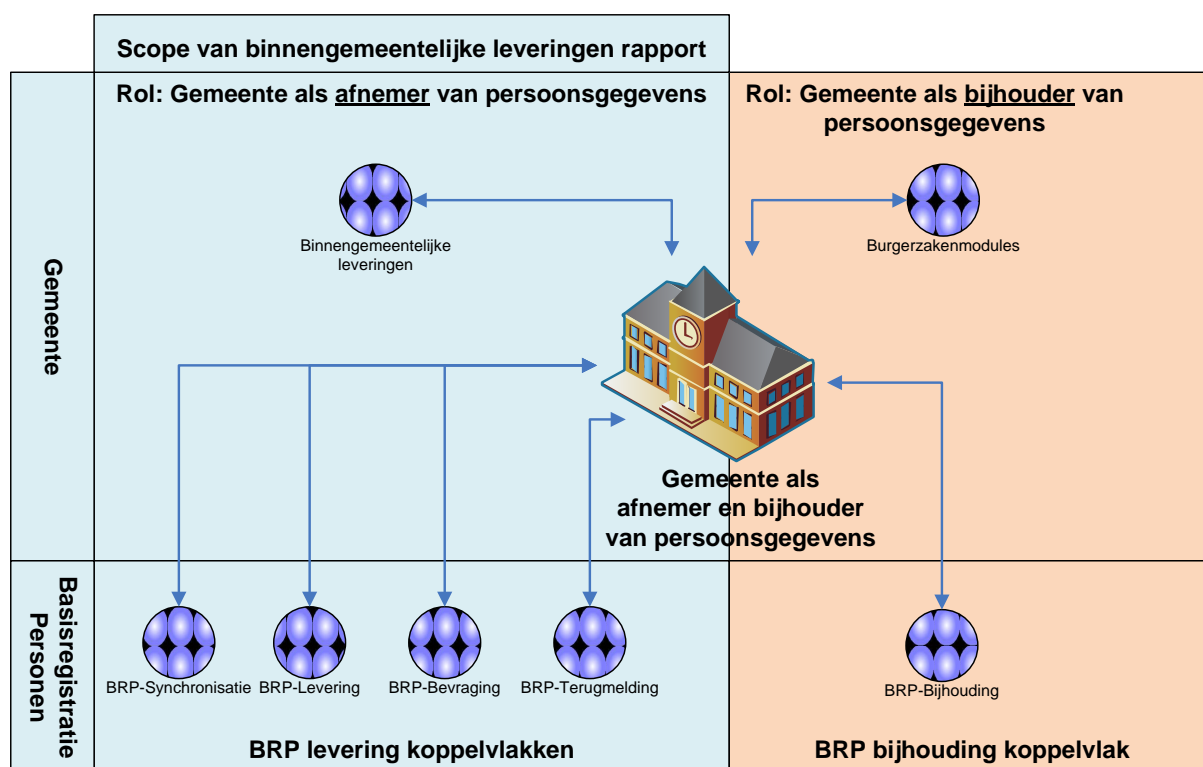 Scope van binnengemeentelijke leveringen rapport
Rol: Gemeente als afnemer van persoonsgegevens
Rol: Gemeente als bijhouder van
persoonsgegevens
Binnengemeentelijke
leveringen
Burgerzakenmodules
Gemeente
Gemeente als
afnemer en bijhouder
van persoonsgegevens
Basisregistratie
Personen
BRP-Synchronisatie
BRP-Levering
BRP-Bevraging
BRP-Terugmelding
BRP-Bijhouding
BRP levering koppelvlakken
BRP bijhouding koppelvlak